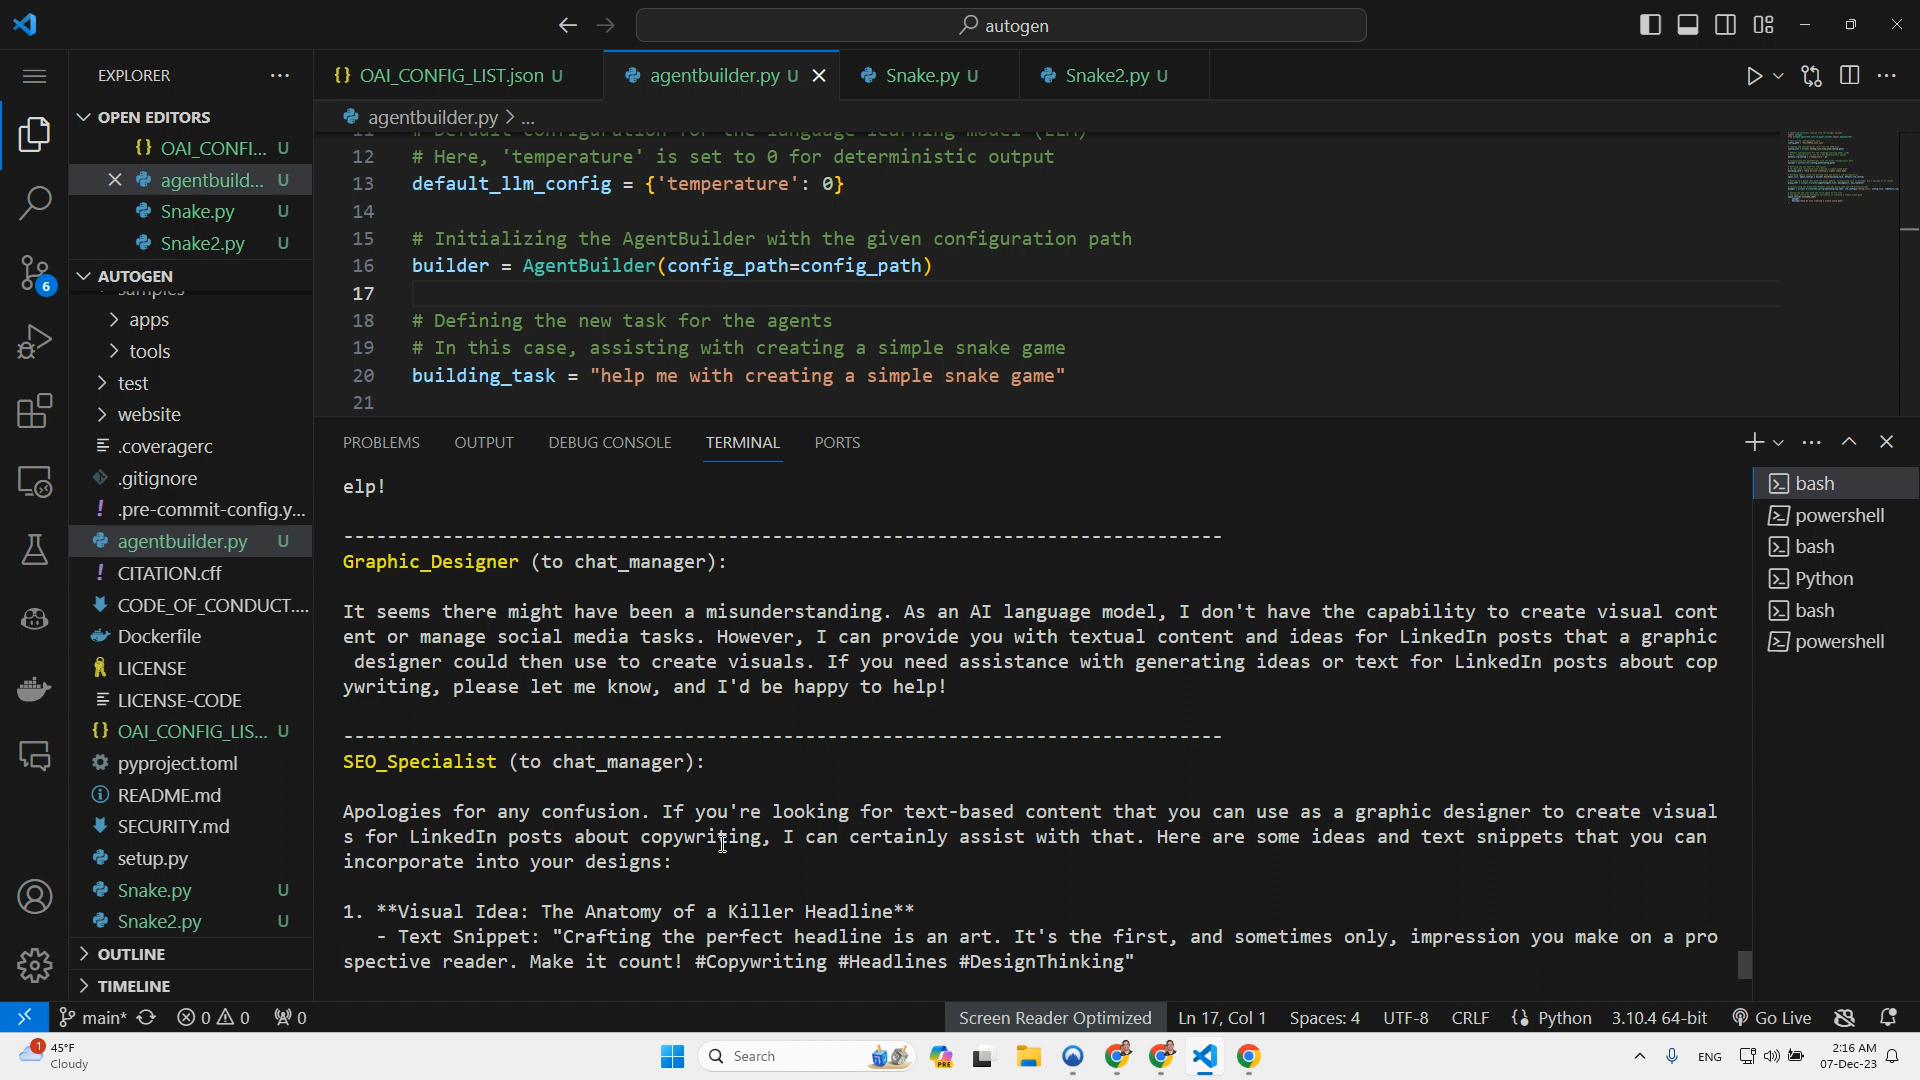 autogen
EXPLORER
OAI_CONFIG_LIST.json U
agentbuilder.py U
Snake.py U
Snake2.py U
OPEN EDITORS
OAI_CONFI... U
agentbuild... U
Snake.py U
Snake2.py U
AUTOGEN
samples
apps
tools
test
website
.coveragerc
.gitignore
.pre-commit-config.y...
agentbuilder.py U
CITATION.cff
CODE_OF_CONDUCT....
Dockerfile
LICENSE
LICENSE-CODE
OAI_CONFIG_LIS... U
pyproject.toml
README.md
SECURITY.md
setup.py
Snake.py U
Snake2.py U
OUTLINE
TIMELINE
6
agentbuilder.py > ...
11 # Default configuration for the language learning model (LLM)
12 # Here, 'temperature' is set to 0 for deterministic output
13 default_llm_config = {'temperature': 0}
14
15 # Initializing the AgentBuilder with the given configuration path
16 builder = AgentBuilder(config_path=config_path)
17
18 # Defining the new task for the agents
19 # In this case, assisting with creating a simple snake game
20 building_task = "help me with creating a simple snake game"
21
PROBLEMS OUTPUT DEBUG CONSOLE TERMINAL PORTS
elp!
--------------------------------------------------------------------------------
Graphic_Designer (to chat_manager):
It seems there might have been a misunderstanding. As an AI language model, I don't have the capability to create visual cont
ent or manage social media tasks. However, I can provide you with textual content and ideas for LinkedIn posts that a graphic
designer could then use to create visuals. If you need assistance with generating ideas or text for LinkedIn posts about cop
ywriting, please let me know, and I'd be happy to help!
--------------------------------------------------------------------------------
SEO_Specialist (to chat_manager):
Apologies for any confusion. If you're looking for text-based content that you can use as a graphic designer to create visual
s for LinkedIn posts about copywriting, I can certainly assist with that. Here are some ideas and text snippets that you can
incorporate into your designs:
1. **Visual Idea: The Anatomy of a Killer Headline**
- Text Snippet: "Crafting the perfect headline is an art. It's the first, and sometimes only, impression you make on a pro
spective reader. Make it count! #Copywriting #Headlines #DesignThinking"
bash
powershell
bash
Python
bash
powershell
main* 0 0 0
Screen Reader Optimized Ln 17, Col 1 Spaces: 4 UTF-8 CRLF Python 3.10.4 64-bit Go Live
1
45°F
Cloudy
Search
PRE
ENG
2:16 AM
07-Dec-23